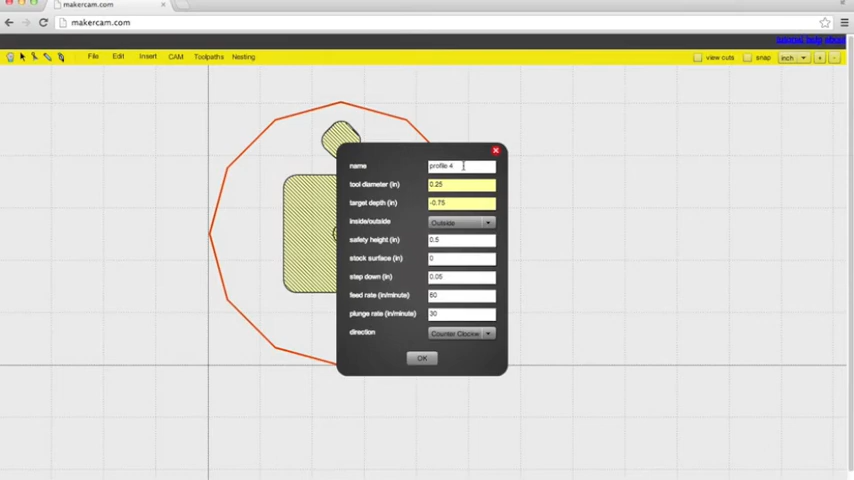 makercam.com
makercam.com
File Edit Insert CAM Toolpaths Nesting view cuts snap inch + -
name profile 4
tool diameter (in) 0.25
target depth (in) -0.75
inside/outside Outside
safety height (in) 0.5
stock surface (in) 0
step down (in) 0.05
feed rate (in/minute) 60
plunge rate (in/minute) 30
direction Counter Clockwi
OK